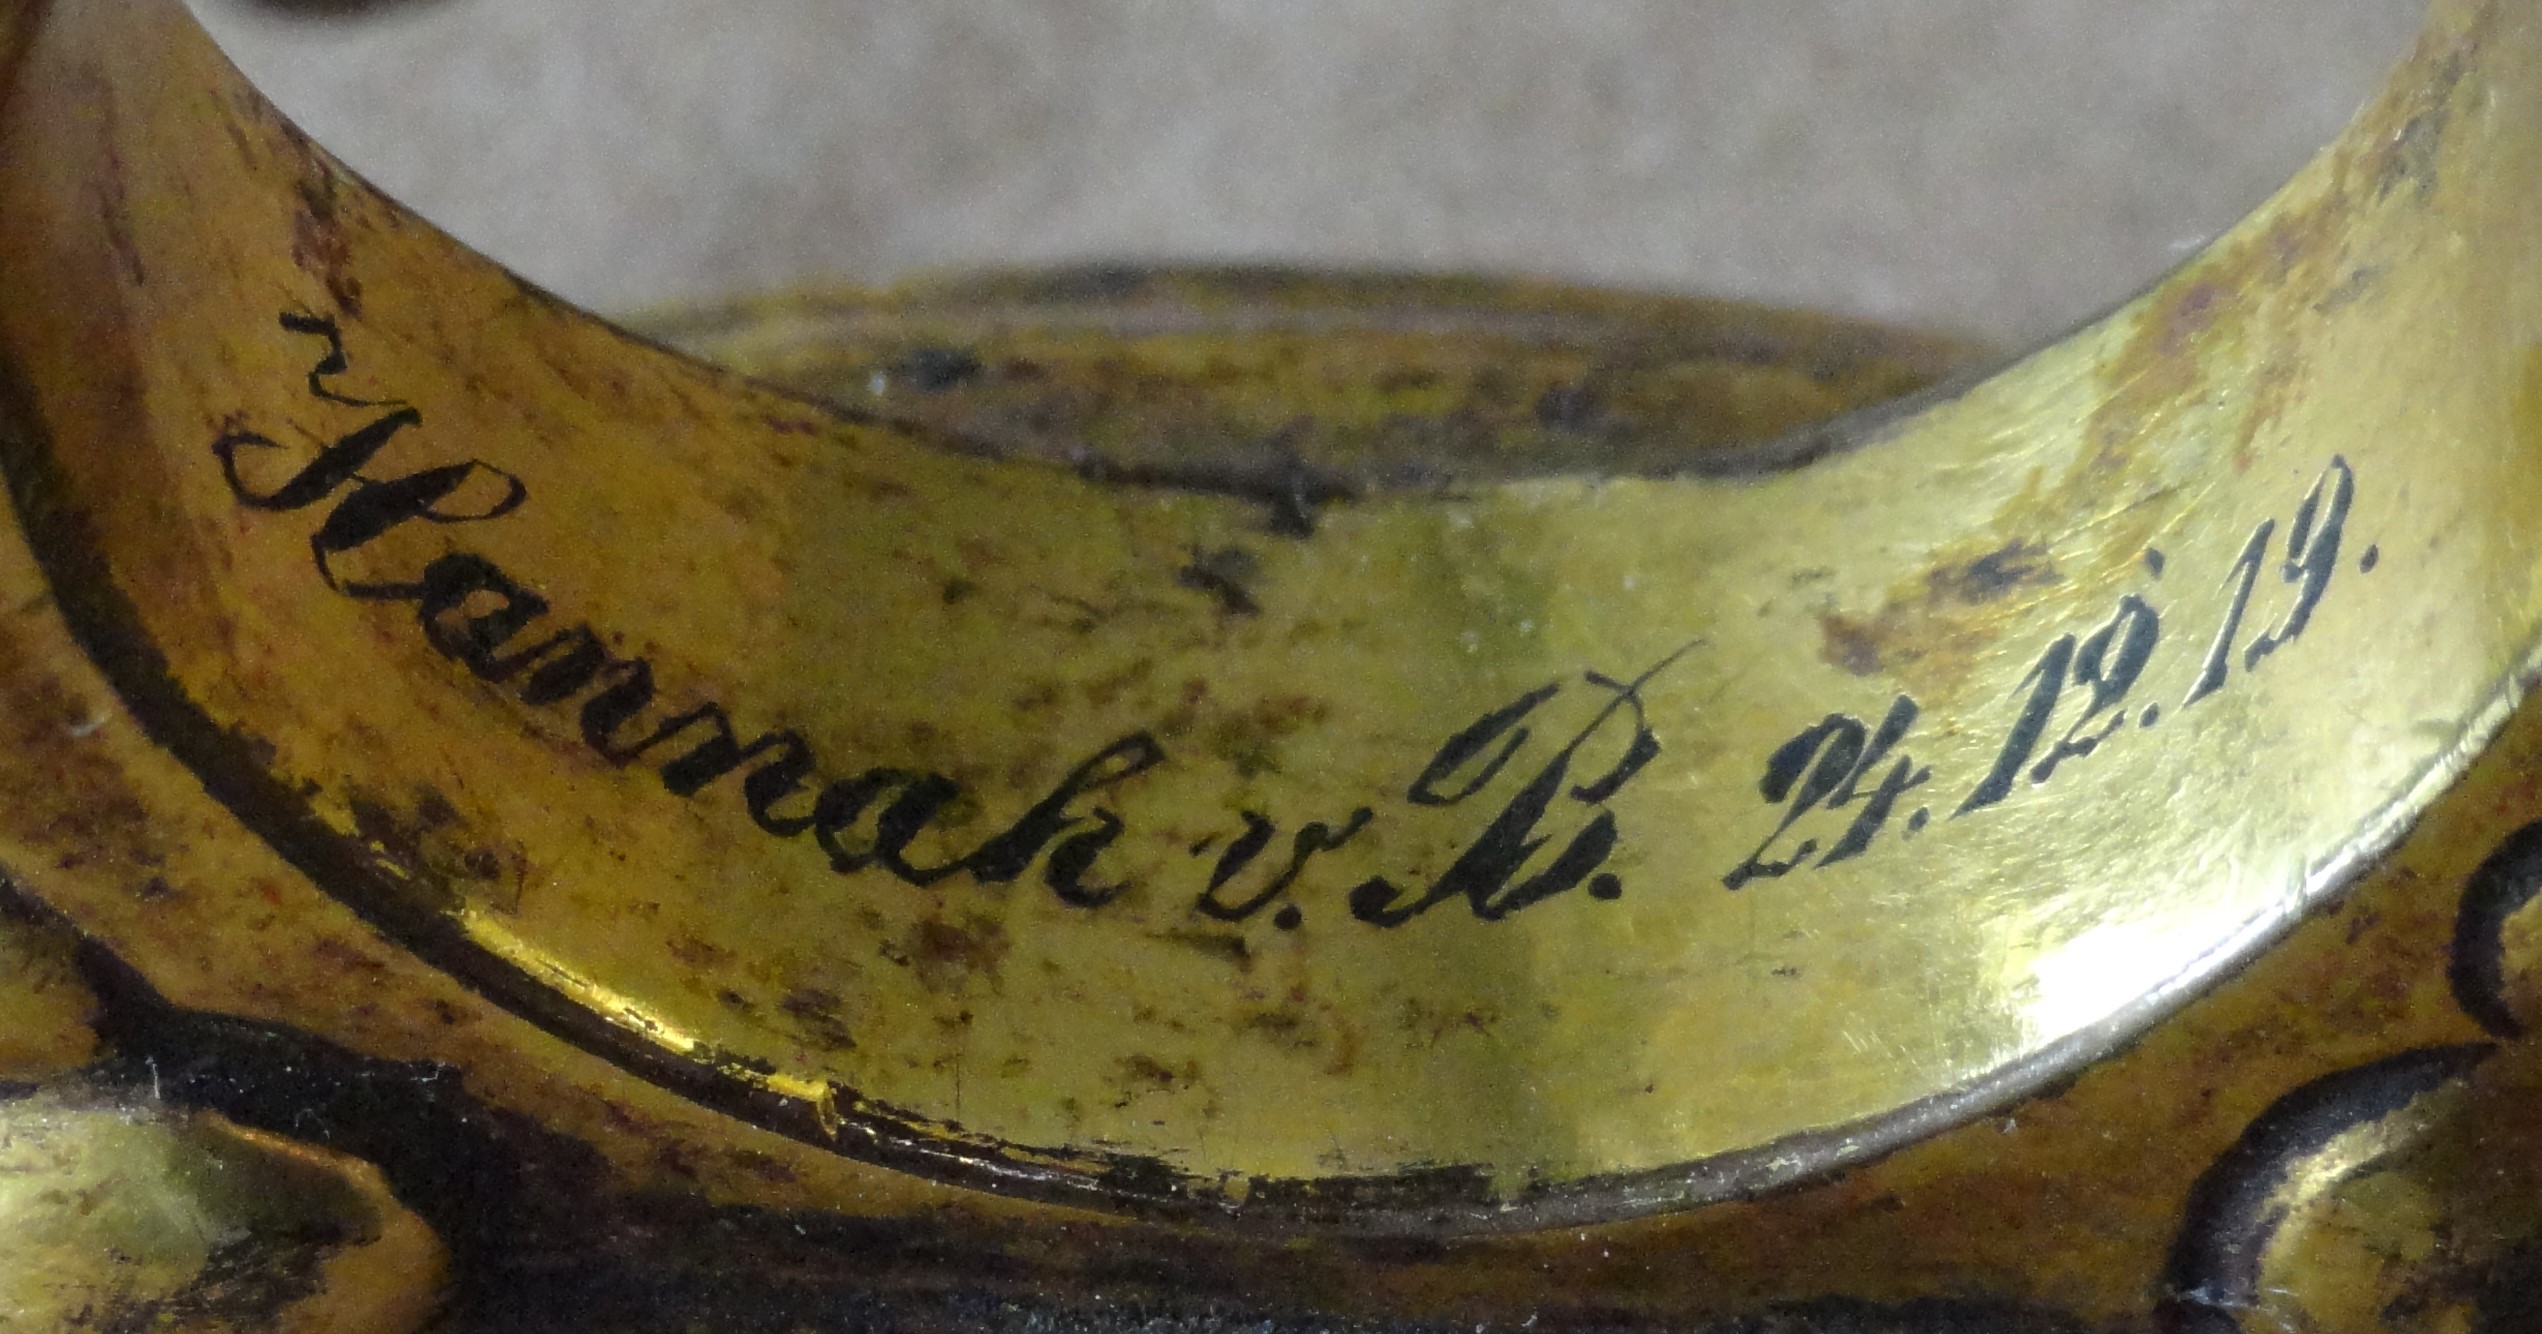 ~ Hannah v. B. 24. 12. 19.